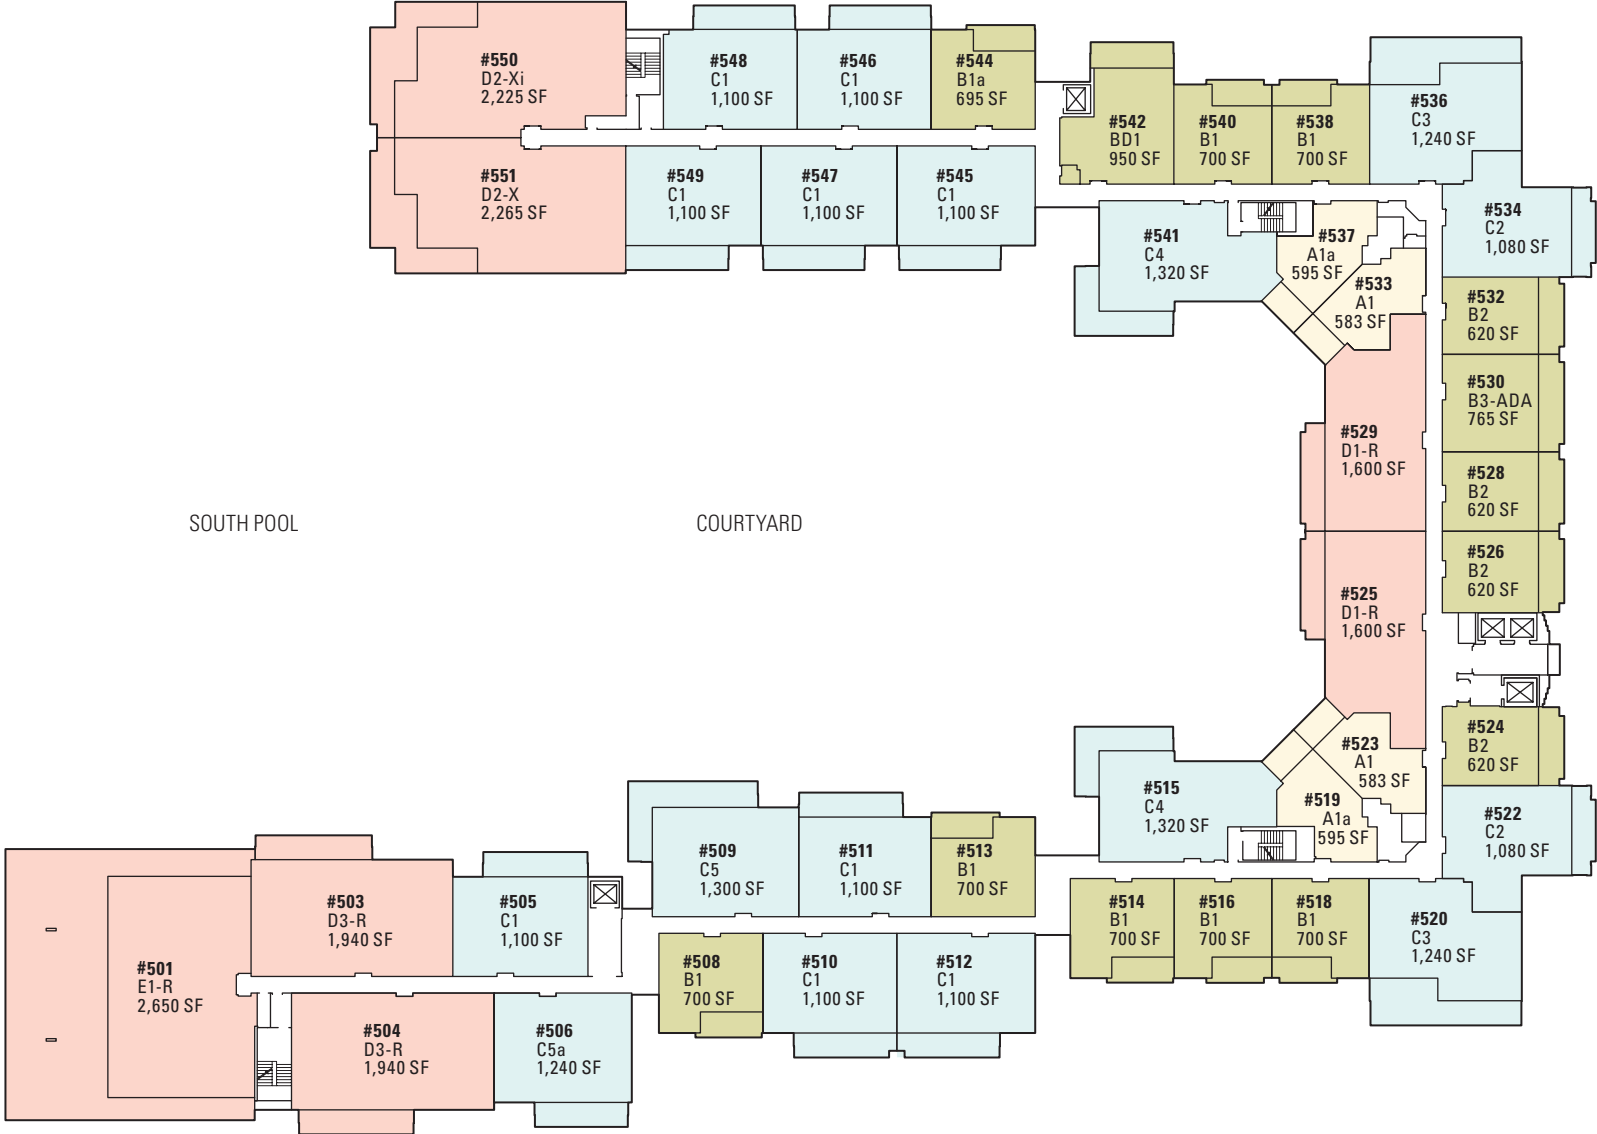 #550
D2-Xi
2,225 SF
#548
C1
1,100 SF
#546
C1
1,100 SF
#544
B1a
695 SF
#542
BD1
950 SF
#540
B1
700 SF
#538
B1
700 SF
#536
C3
1,240 SF
#551
D2-X
2,265 SF
#549
C1
1,100 SF
#547
C1
1,100 SF
#545
C1
1,100 SF
#541
C4
1,320 SF
#537
A1a
595 SF
#533
A1
583 SF
#534
C2
1,080 SF
#532
B2
620 SF
#530
B3-ADA
765 SF
#529
D1-R
1,600 SF
#528
B2
620 SF
SOUTH POOL
COURTYARD
#526
B2
620 SF
#525
D1-R
1,600 SF
#524
B2
620 SF
#523
A1
583 SF
#515
C4
1,320 SF
#519
A1a
595 SF
#522
C2
1,080 SF
#509
C5
1,300 SF
#511
C1
1,100 SF
#513
B1
700 SF
#503
D3-R
1,940 SF
#505
C1
1,100 SF
#514
B1
700 SF
#516
B1
700 SF
#518
B1
700 SF
#520
C3
1,240 SF
#501
E1-R
2,650 SF
#508
B1
700 SF
#510
C1
1,100 SF
#512
C1
1,100 SF
#504
D3-R
1,940 SF
#506
C5a
1,240 SF